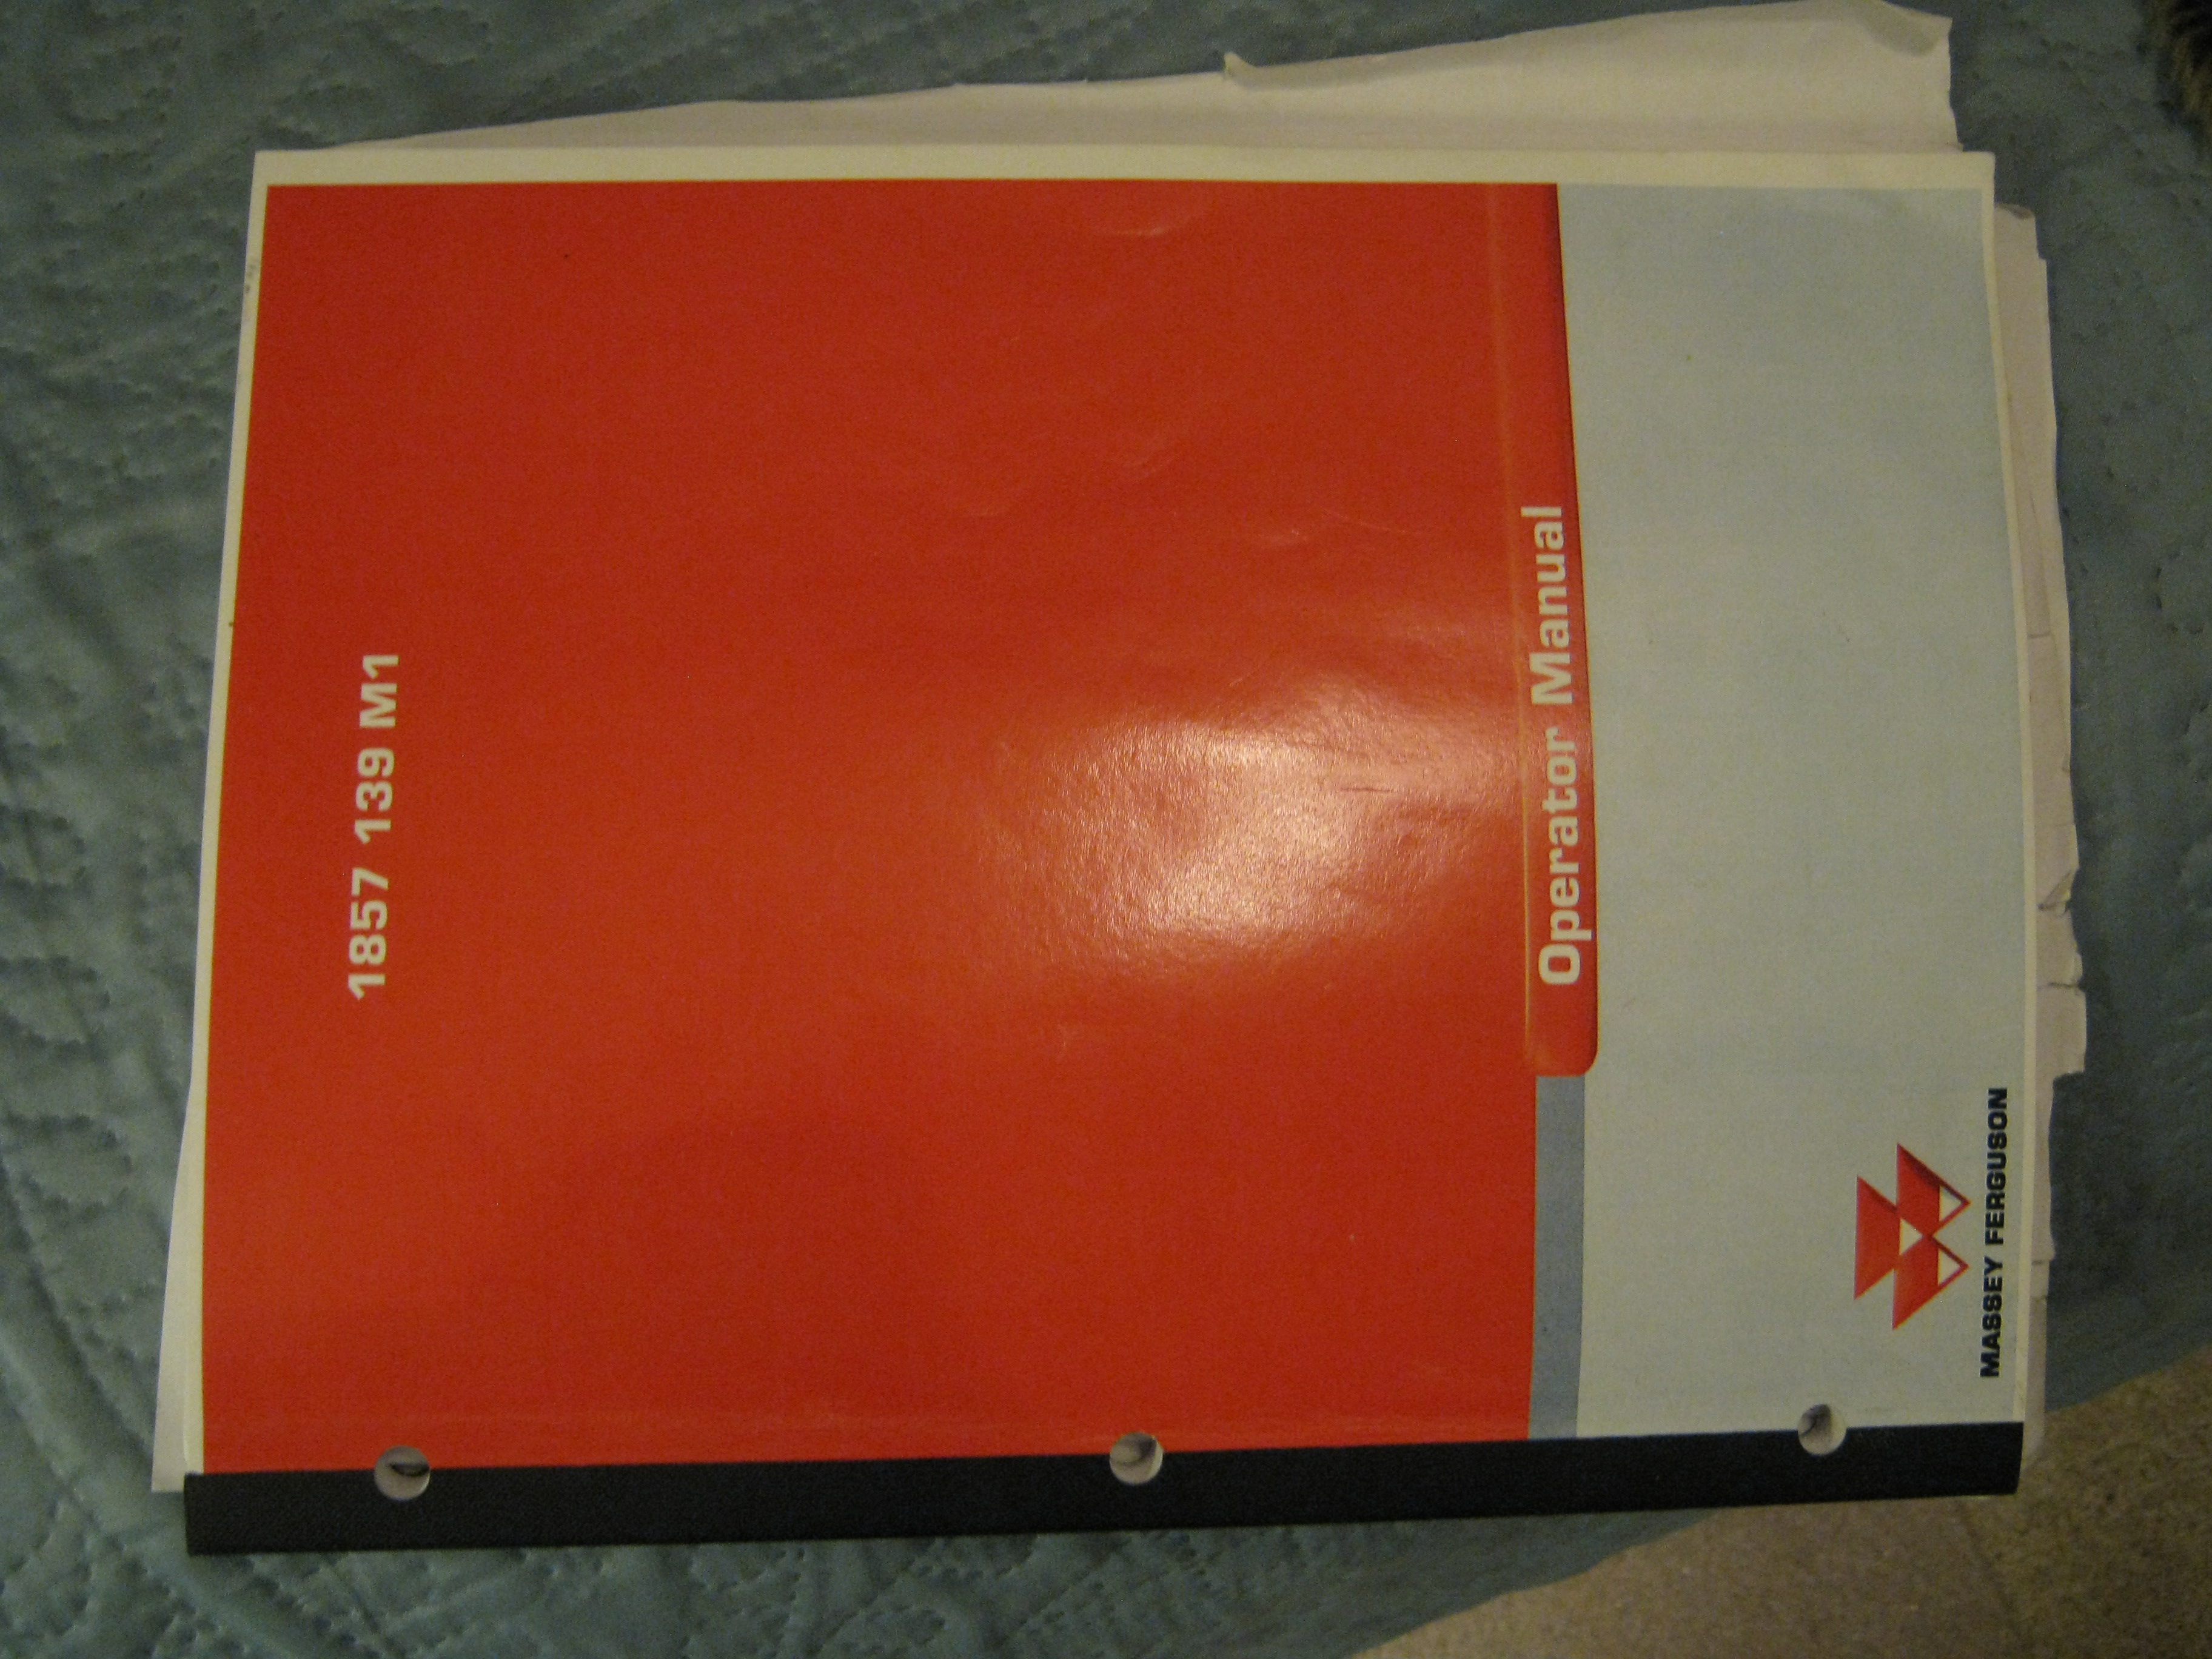 MASSEY FERGUSON
Operator Manual
1857 139 M1